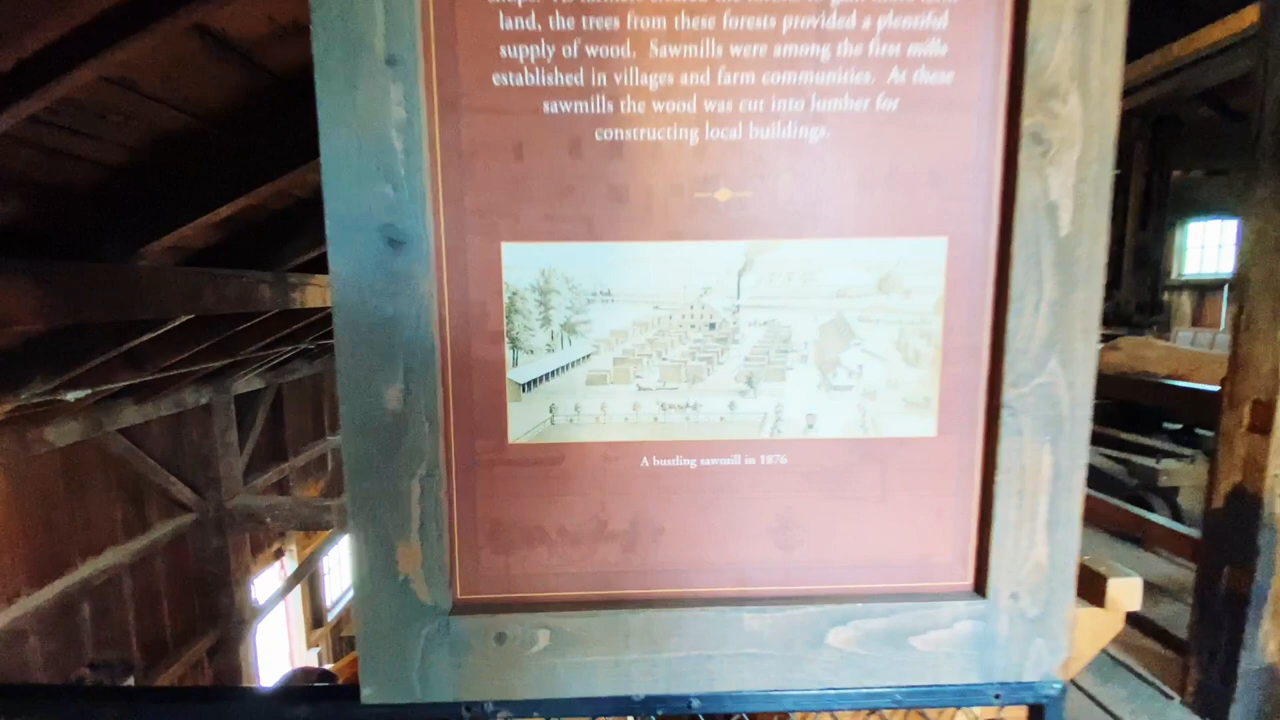 land, the trees from these forests provided a plentiful
supply of wood. Sawmills were among the first mills
established in villages and farm communities. At these
sawmills the wood was cut into lumber for
constructing local buildings.
A bustling sawmill in 1876